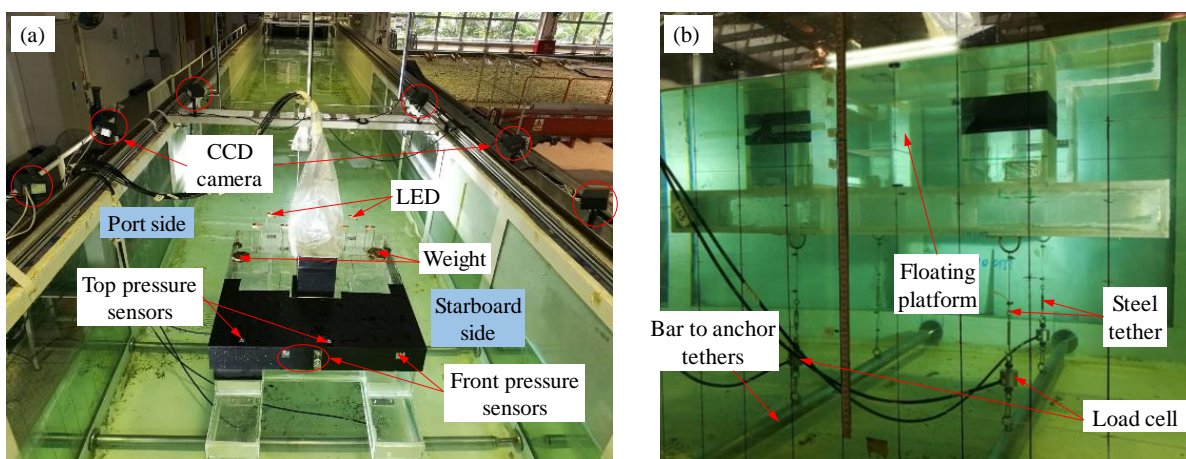 (a)
CCD
camera
LED
Port side
Weight
Top pressure
sensors
Starboard
side
Front pressure
sensors
(b)
Floating
platform
Steel
tether
Bar to anchor
tethers
Load cell